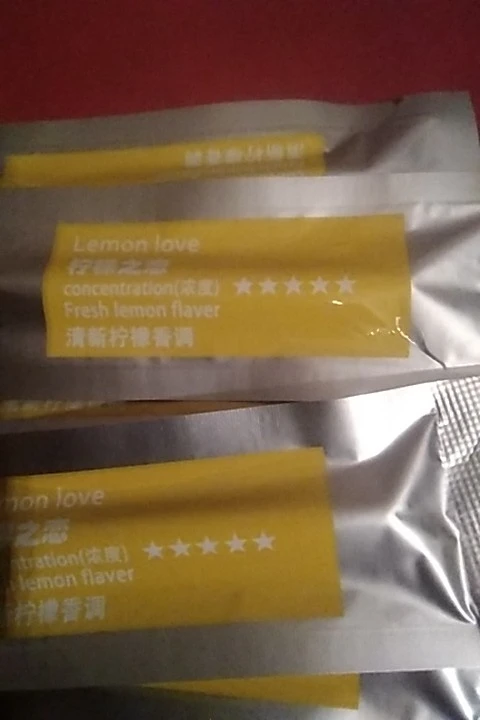 Lemon love
柠檬之恋
concentration(浓度) ★★★★★
Fresh lemon flaver
清新柠檬香调
mon love
之恋
ntration(浓度) ★★★★★
lemon flaver
柠檬香调